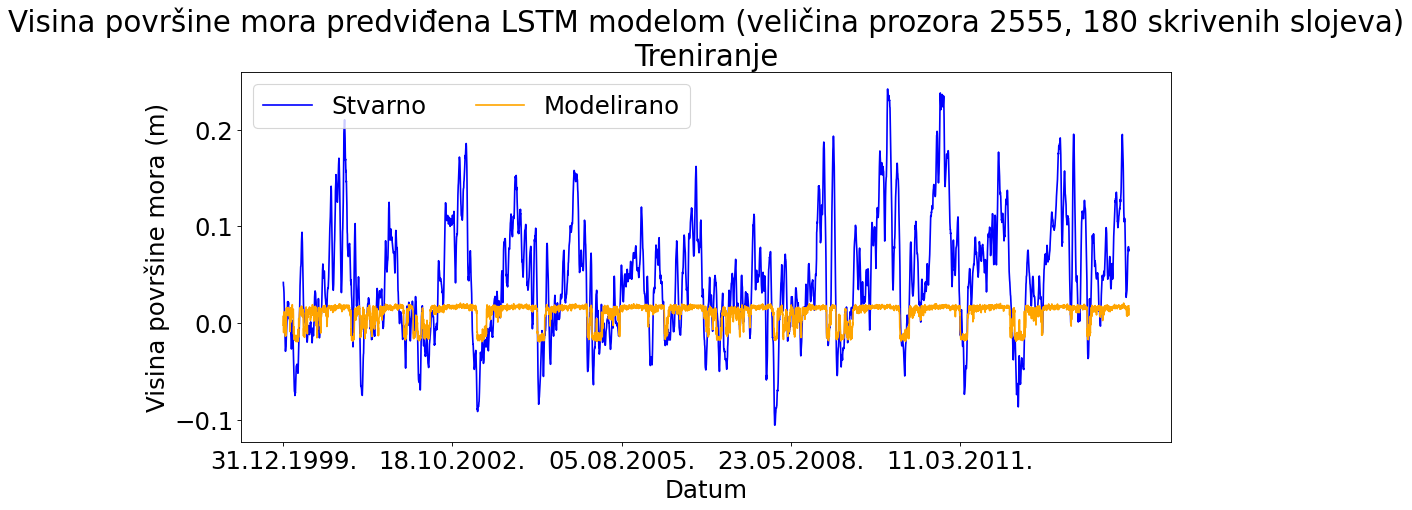 Visina površine mora predviđena LSTM modelom (veličina prozora 2555, 180 skrivenih slojeva)
Treniranje
Stvarno
Modelirano
Visina površine mora (m)
0.2
0.1
0.0
−0.1
31.12.1999.
18.10.2002.
05.08.2005.
23.05.2008.
11.03.2011.
Datum